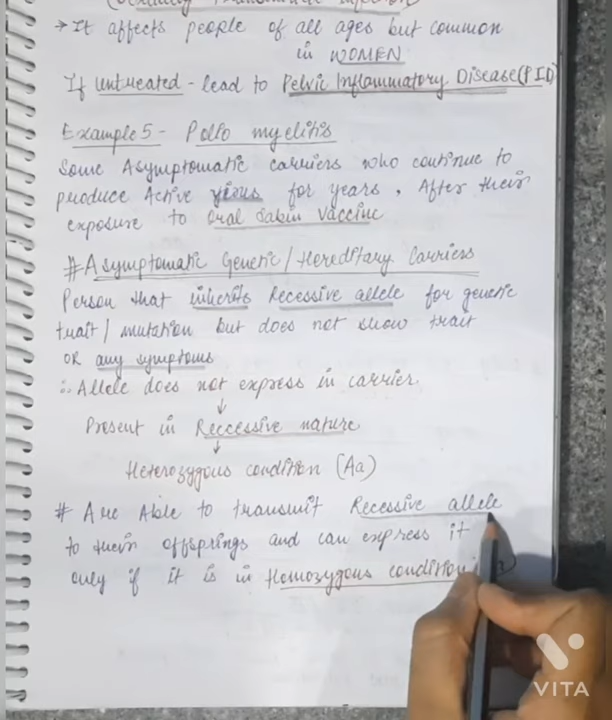 → It affects people of all ages but common
in WOMEN
If untreated - lead to Pelvic Inflammatory Disease (PID)
Example 5 - Polio myelitis
Some Asymptomatic carriers who continue to
produce Active virus for years. After their
exposure to oral sabin vaccine
# Asymptomatic Genetic / Hereditary Carriers
Person that inherits Recessive allele for genetic
trait / mutation but does not show trait
OR any symptoms
∴ Allele does not express in carrier.
↓
Present in Reccessive nature
↓
Heterozygous condition (Aa)
# Are Able to transmit Recessive allele
to their offsprings and can express it
only if it is in Homozygous condition
VITA